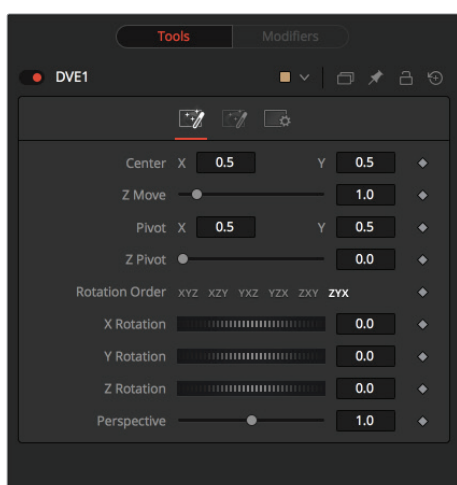 Tools Modifiers
DVE1
Center X 0.5 Y 0.5
Z Move 1.0
Pivot X 0.5 Y 0.5
Z Pivot 0.0
Rotation Order XYZ XZY YXZ YZX ZXY ZYX
X Rotation 0.0
Y Rotation 0.0
Z Rotation 0.0
Perspective 1.0